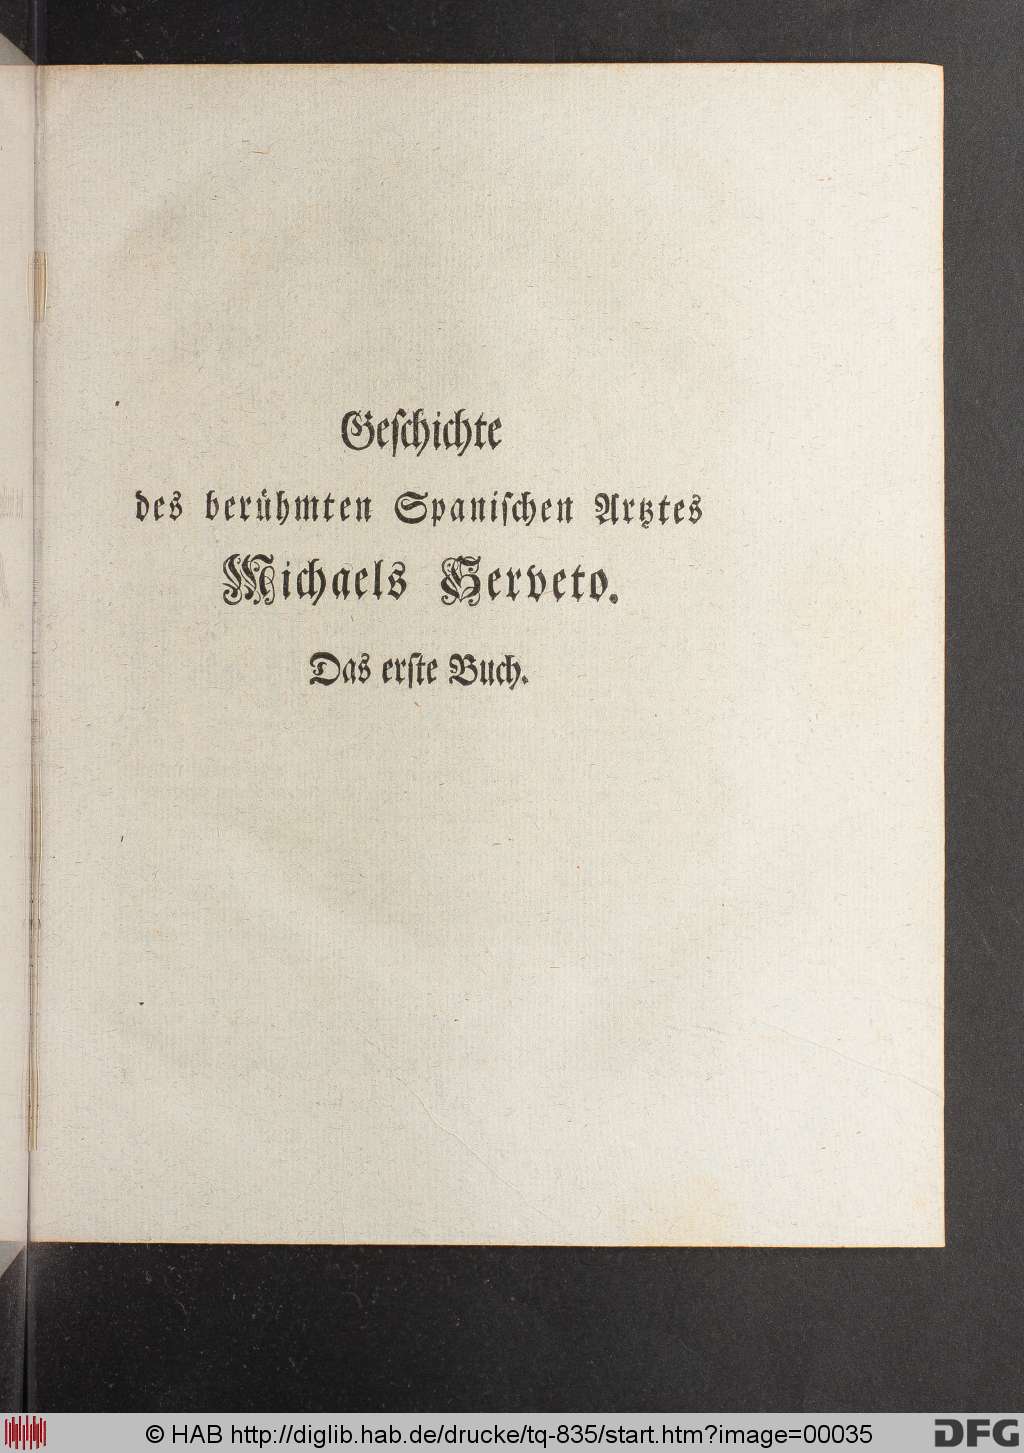 Geſchichte
des berühmten Spaniſchen Artztes
Michaels Serveto.
Das erſte Buch.
© HAB http://diglib.hab.de/drucke/tq-835/start.htm?image=00035
DFG